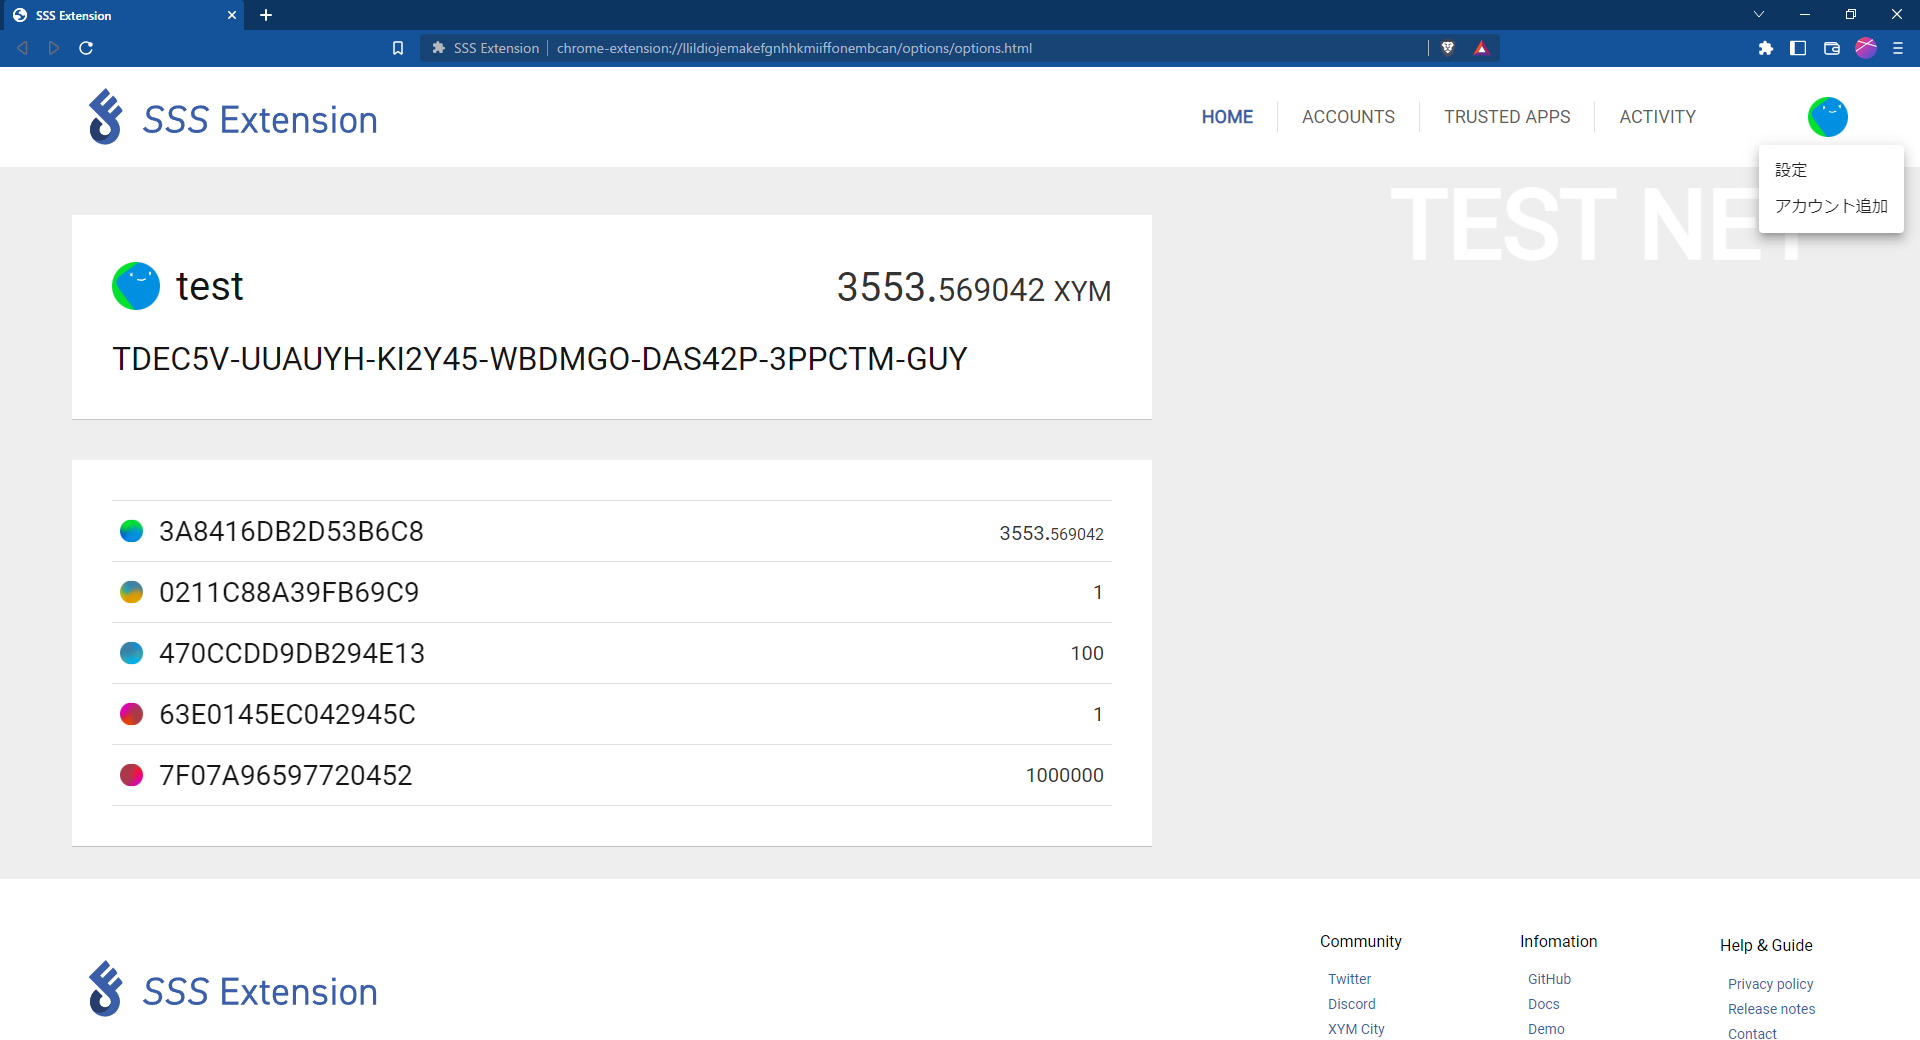 SSS Extension
SSS Extension
chrome-extension://llildiojemakefgnhhkmiiffonembcan/options/options.html
SSS Extension
HOME
ACCOUNTS
TRUSTED APPS
ACTIVITY
設定
アカウント追加
TEST NET
test
3553.569042 XYM
TDEC5V-UUAUYH-KI2Y45-WBDMGO-DAS42P-3PPCTM-GUY
3A8416DB2D53B6C8 3553.569042
0211C88A39FB69C9 1
470CCDD9DB294E13 100
63E0145EC042945C 1
7F07A96597720452 1000000
SSS Extension
Community
Twitter
Discord
XYM City
Infomation
GitHub
Docs
Demo
Help & Guide
Privacy policy
Release notes
Contact